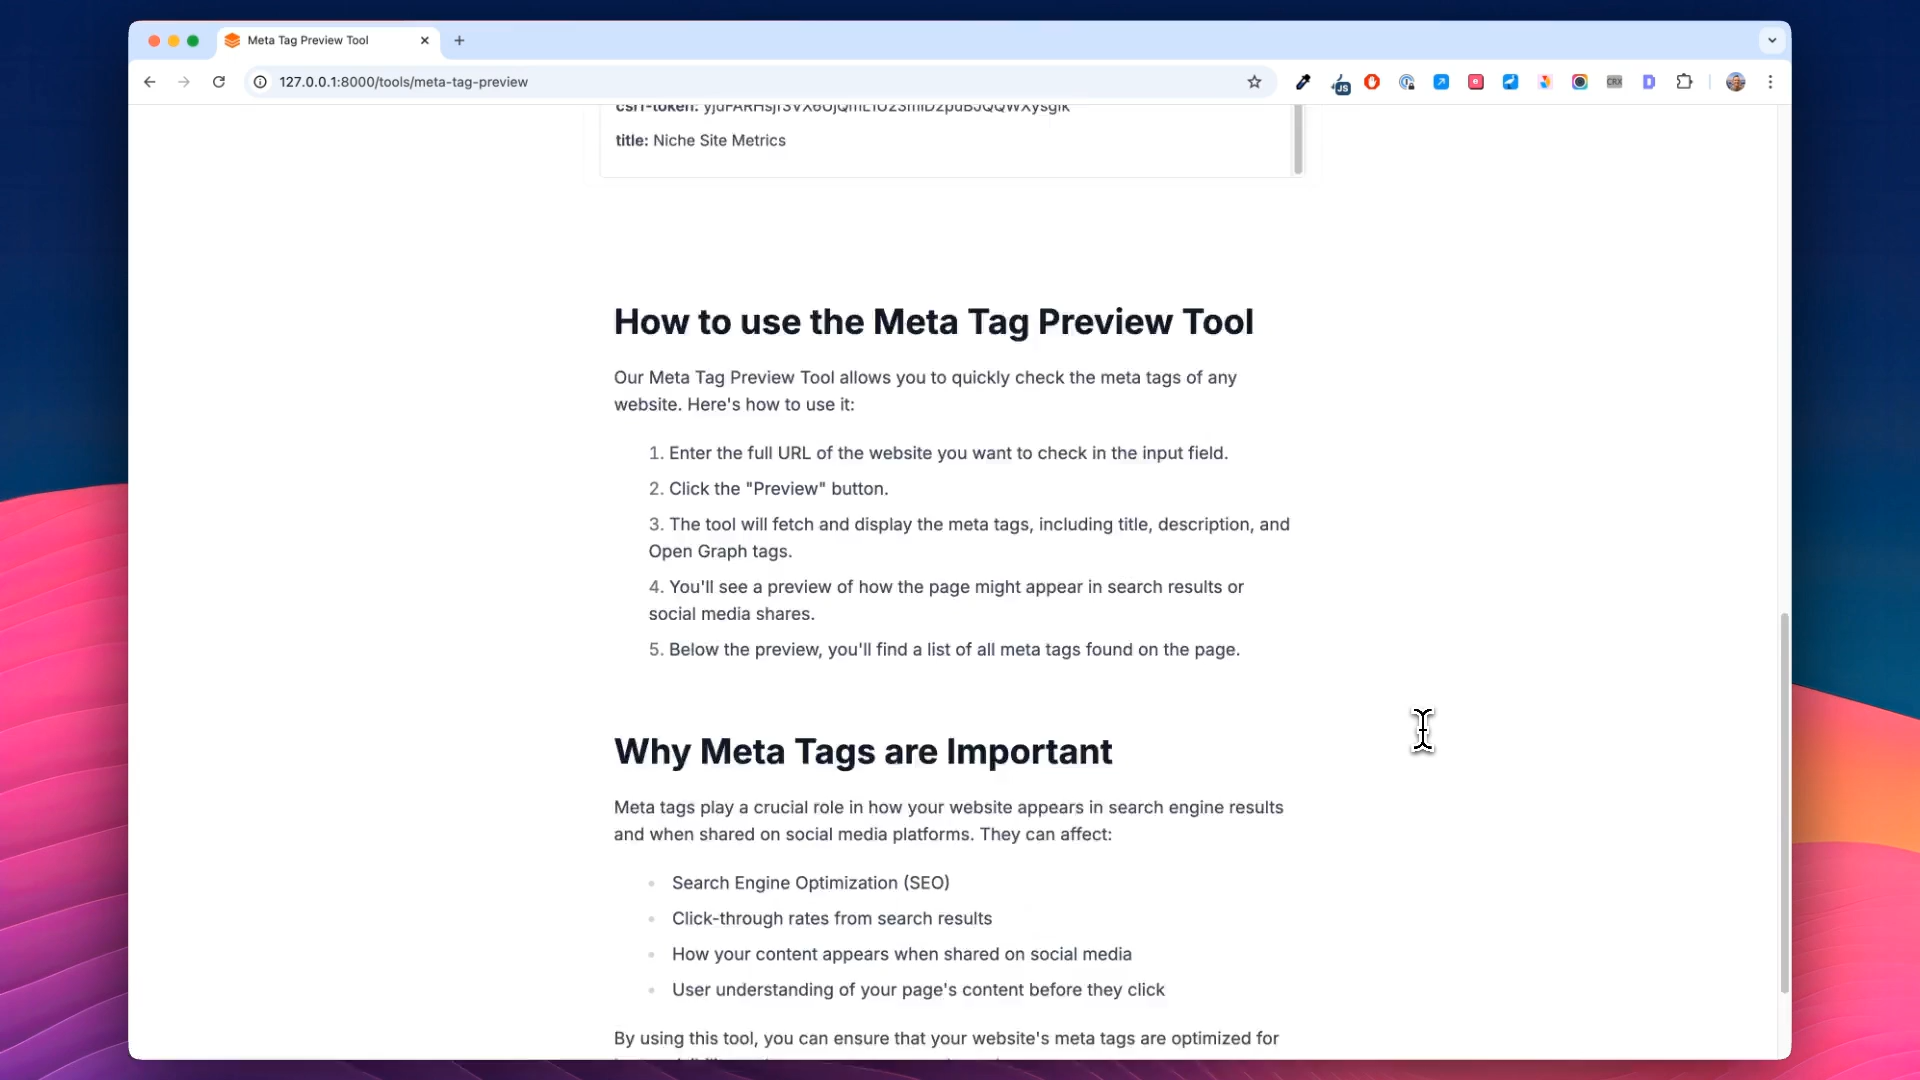 Meta Tag Preview Tool
127.0.0.1:8000/tools/meta-tag-preview
JS
CRX
csrf-token:
title: Niche Site Metrics
How to use the Meta Tag Preview Tool
Our Meta Tag Preview Tool allows you to quickly check the meta tags of any
website. Here's how to use it:
1. Enter the full URL of the website you want to check in the input field.
2. Click the "Preview" button.
3. The tool will fetch and display the meta tags, including title, description, and
Open Graph tags.
4. You'll see a preview of how the page might appear in search results or
social media shares.
5. Below the preview, you'll find a list of all meta tags found on the page.
Why Meta Tags are Important
Meta tags play a crucial role in how your website appears in search engine results
and when shared on social media platforms. They can affect:
Search Engine Optimization (SEO)
Click-through rates from search results
How your content appears when shared on social media
User understanding of your page's content before they click
By using this tool, you can ensure that your website's meta tags are optimized for